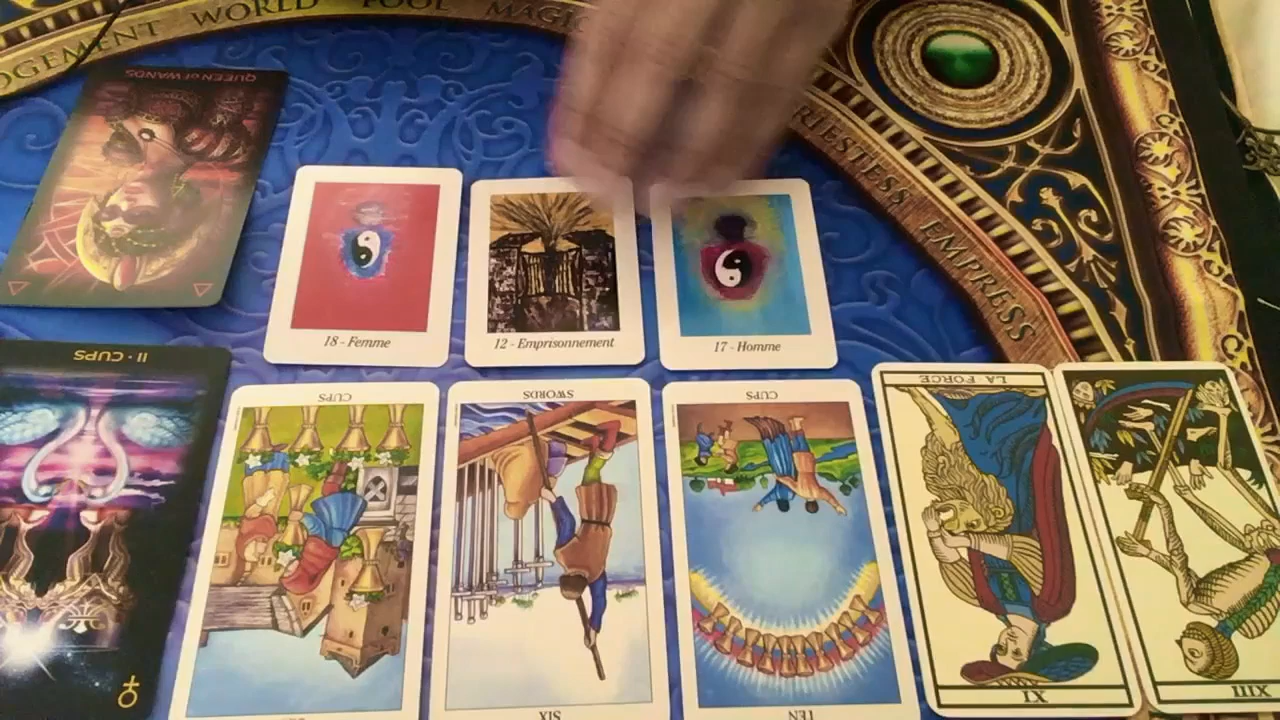 JUDGEMENT WORLD FOOL MAGIC
PRIESTESS EMPRESS
QUEEN of WANDS
18 - Femme
12 - Emprisonnement
17 - Homme
II · CUPS
CUPS
SWORDS
CUPS
LA FORCE
SIX
TEN
XI
XIII